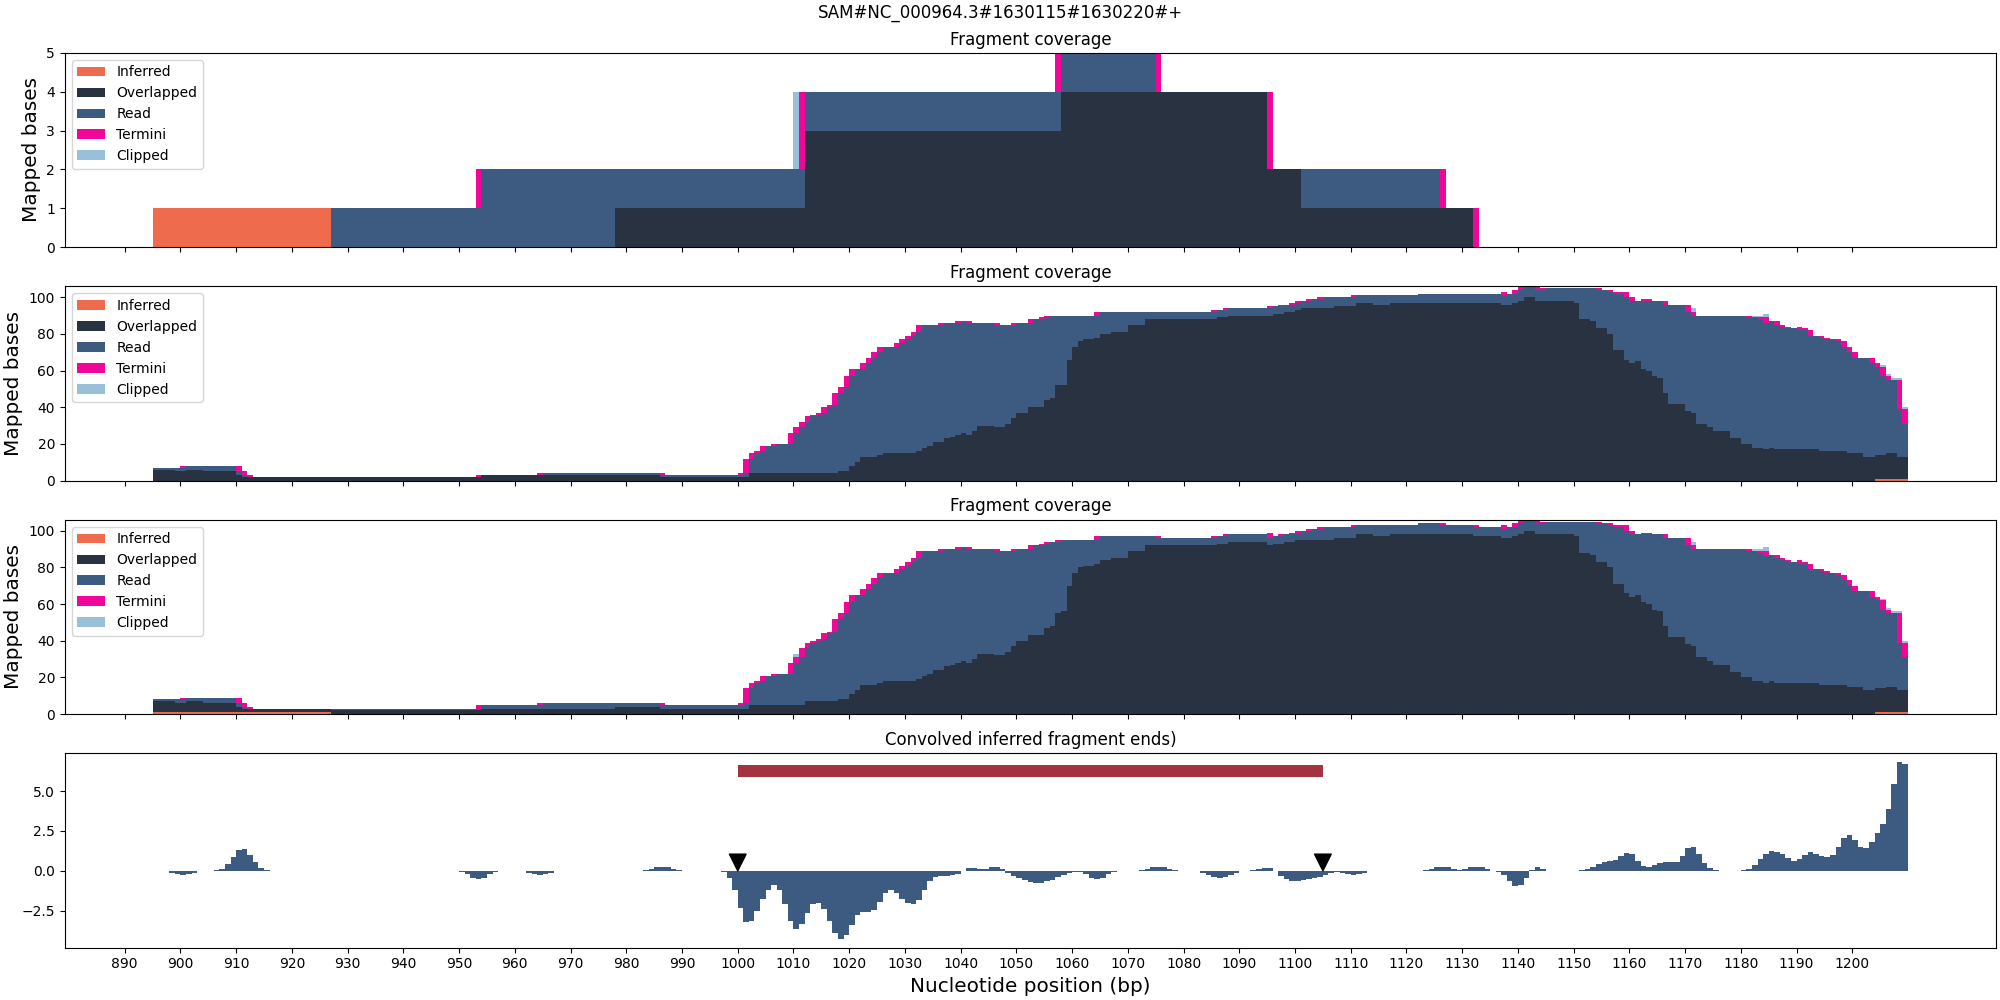 SAM#NC_000964.3#1630115#1630220#+
Fragment coverage
Mapped bases
5
4
3
2
1
0
Inferred
Overlapped
Read
Termini
Clipped
Fragment coverage
Mapped bases
100
80
60
40
20
0
Inferred
Overlapped
Read
Termini
Clipped
Fragment coverage
Mapped bases
100
80
60
40
20
0
Inferred
Overlapped
Read
Termini
Clipped
Convolved inferred fragment ends)
5.0
2.5
0.0
−2.5
890 900 910 920 930 940 950 960 970 980 990 1000 1010 1020 1030 1040 1050 1060 1070 1080 1090 1100 1110 1120 1130 1140 1150 1160 1170 1180 1190 1200
Nucleotide position (bp)